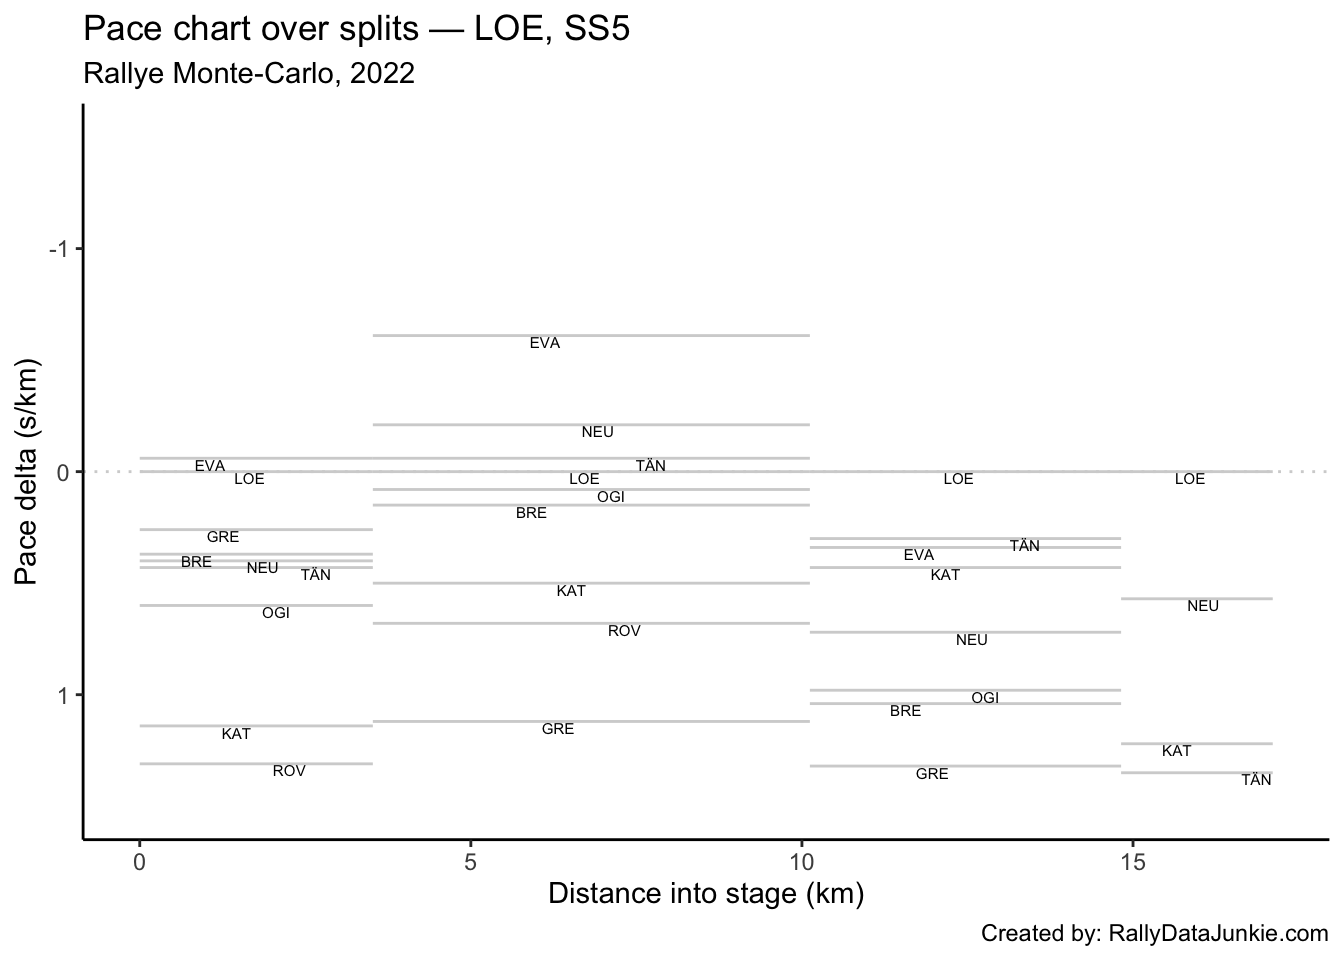 Pace chart over splits — LOE, SS5
Rallye Monte-Carlo, 2022
Pace delta (s/km)
-1
0
1
EVA
NEU
EVA
TÄN
LOE
LOE
LOE
LOE
OGI
BRE
GRE
BRE
NEU
TÄN
TÄN
EVA
KAT
KAT
OGI
NEU
ROV
NEU
OGI
BRE
KAT
GRE
KAT
ROV
GRE
TÄN
0
5
10
15
Distance into stage (km)
Created by: RallyDataJunkie.com